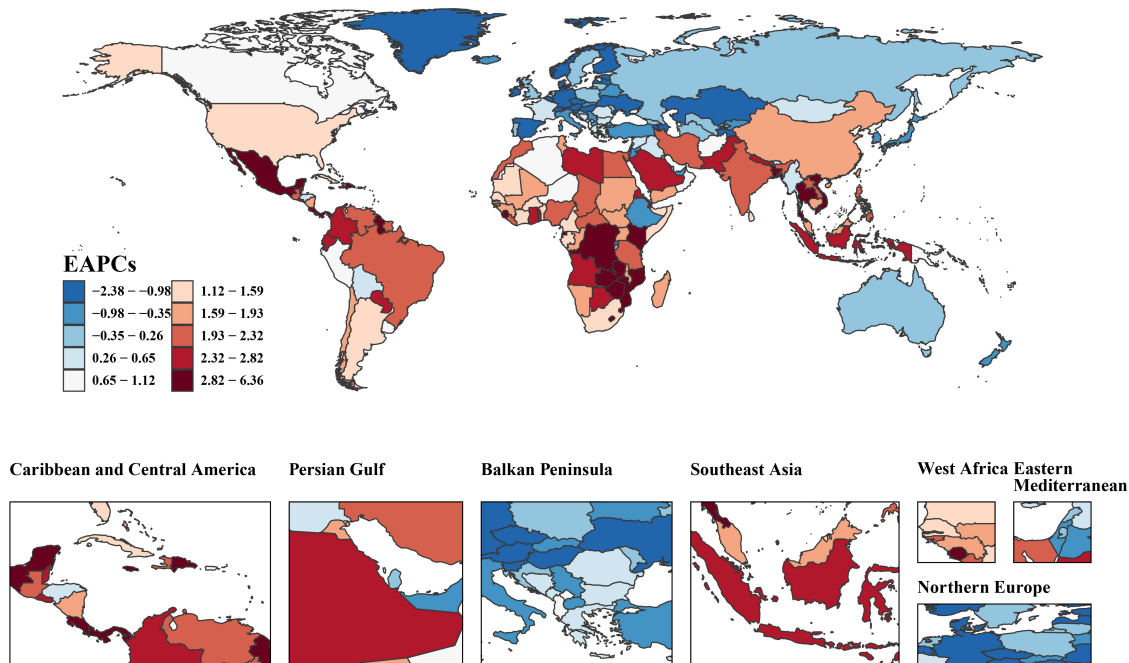 EAPCs
−2.38 − −0.98
−0.98 − −0.35
−0.35 − 0.26
0.26 − 0.65
0.65 − 1.12
1.12 − 1.59
1.59 − 1.93
1.93 − 2.32
2.32 − 2.82
2.82 − 6.36
Caribbean and Central America
Persian Gulf
Balkan Peninsula
Southeast Asia
West Africa
Eastern
Mediterranean
Northern Europe